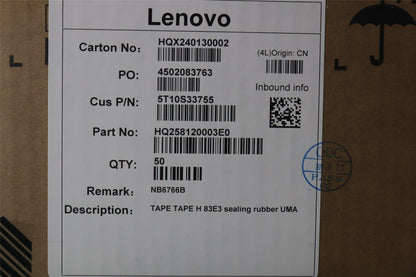 Lenovo
Carton No: HQX240130002
(4L)Origin: CN
PO: 4502083763
Inbound info
Cus P/N: 5T10S33755
Part No: HQ258120003E0
QTY: 50
OQC
PASS
Remark: NB6766B
Description: TAPE TAPE H 83E3 sealing rubber UMA